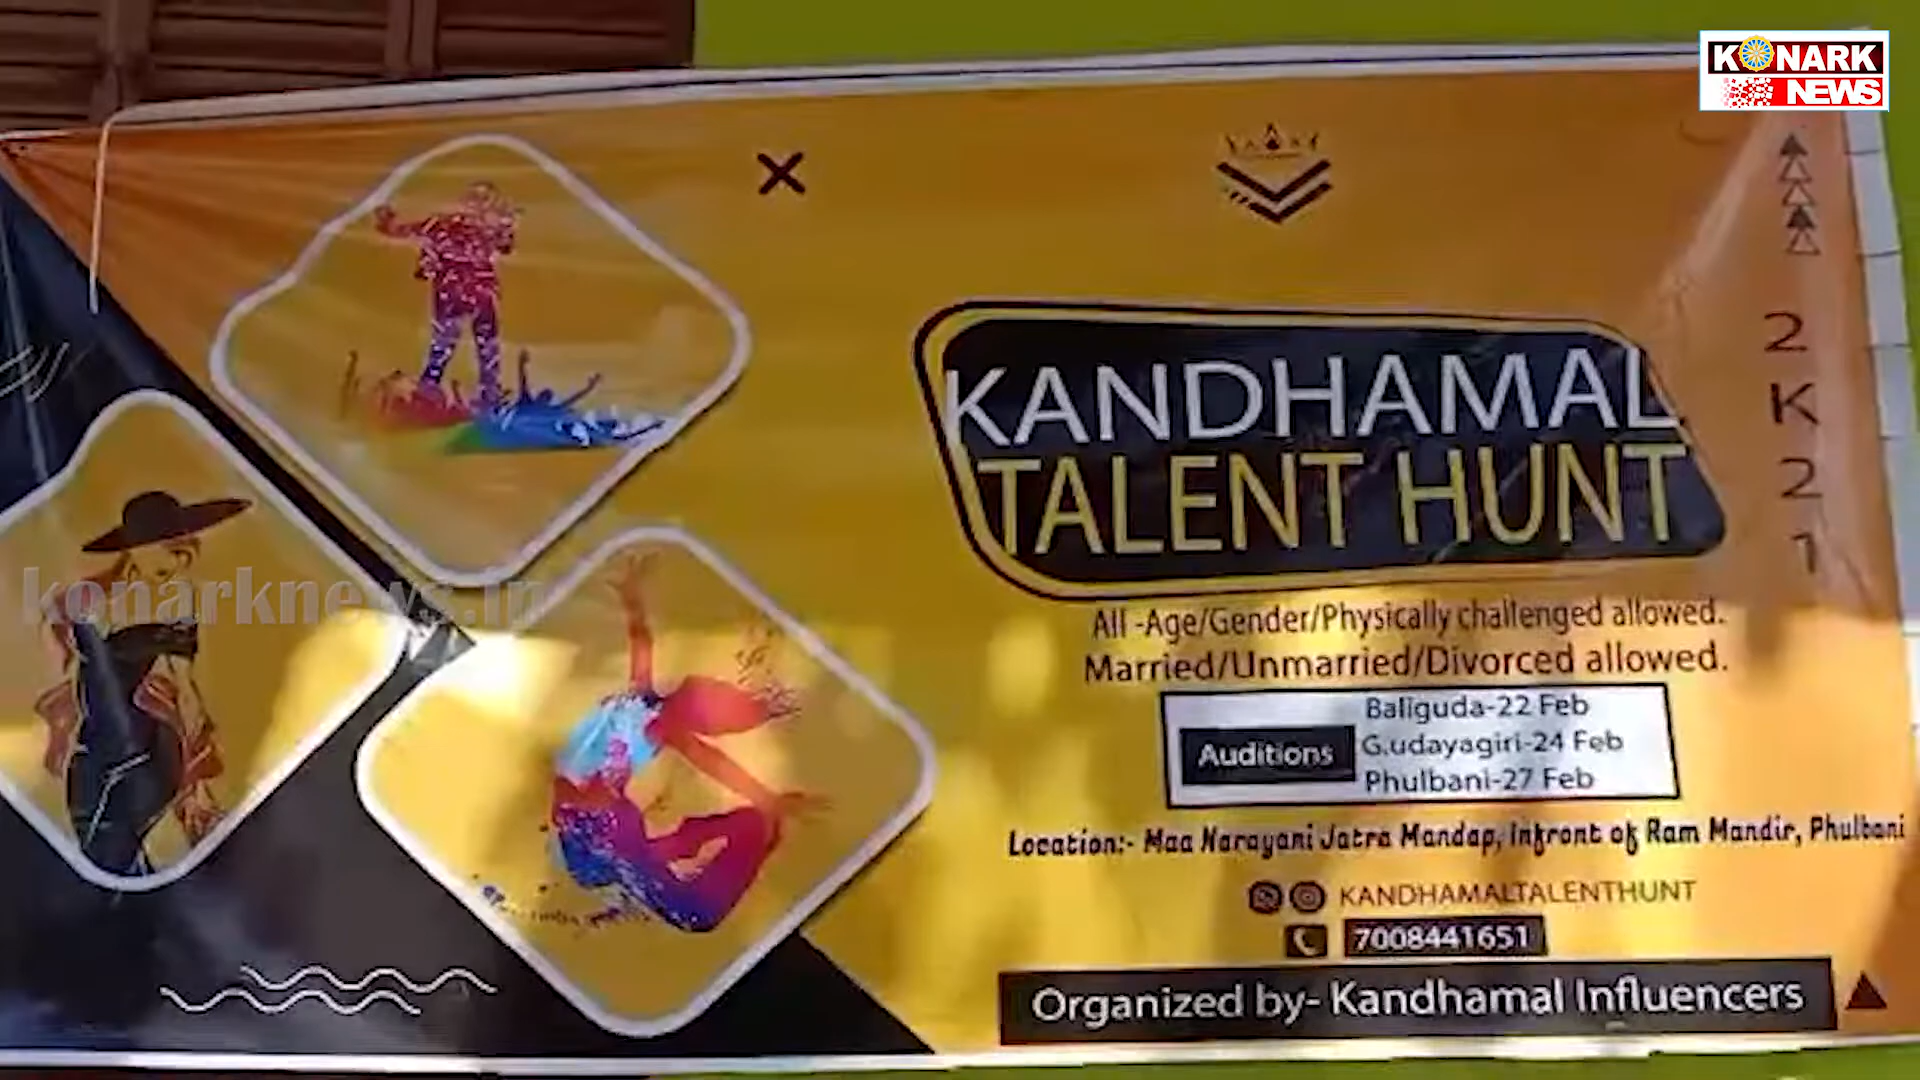 KONARK
NEWS
KANDHAMAL
TALENT HUNT
2K21
All -Age/Gender/Physically challenged allowed.
Married/Unmarried/Divorced allowed.
Auditions
Baliguda-22 Feb
G.udayagiri-24 Feb
Phulbani-27 Feb
Location:- Maa Narayani Jatra Mandap, Infront of Ram Mandir, Phulbani
KANDHAMALTALENTHUNT
7008441651
Organized by- Kandhamal Influencers
konarknews.in